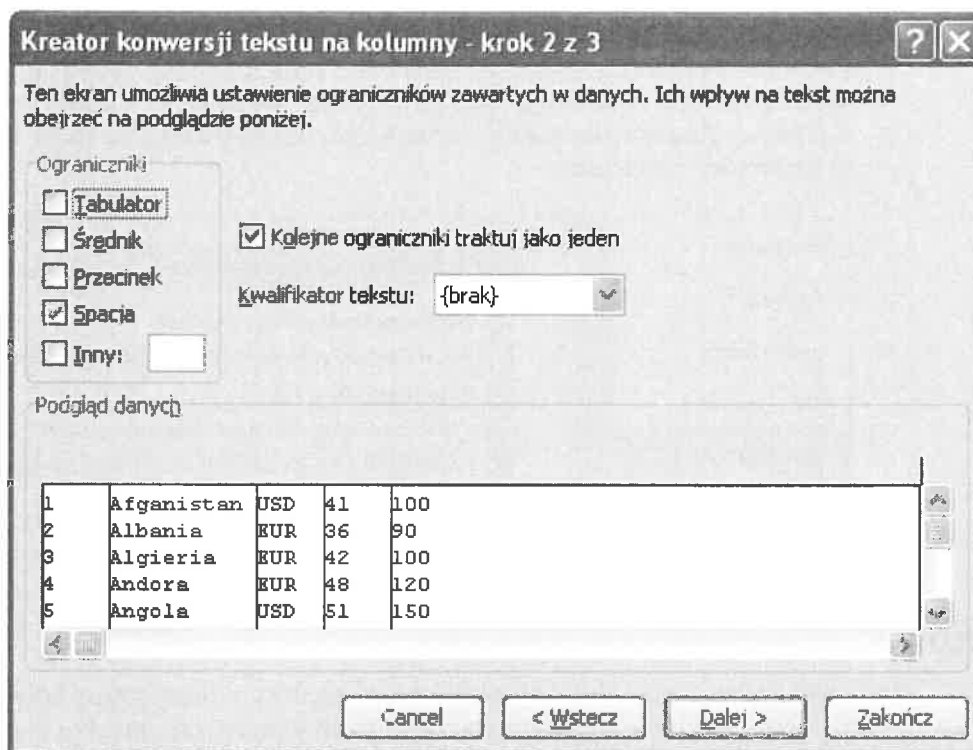 Kreator konwersji tekstu na kolumny - krok 2 z 3
Ten ekran umożliwia ustawienie ograniczników zawartych w danych. Ich wpływ na tekst można
obejrzeć na podglądzie poniżej.
Ograniczniki
Tabulator
Średnik
Przecinek
Spacja
Inny:
Kolejne ograniczniki traktuj jako jeden
Kwalifikator tekstu: {brak}
Podgląd danych
1 Afganistan USD 41 100
2 Albania EUR 36 90
3 Algieria EUR 42 100
4 Andora EUR 48 120
5 Angola USD 51 150
Cancel < Wstecz Dalej > Zakończ